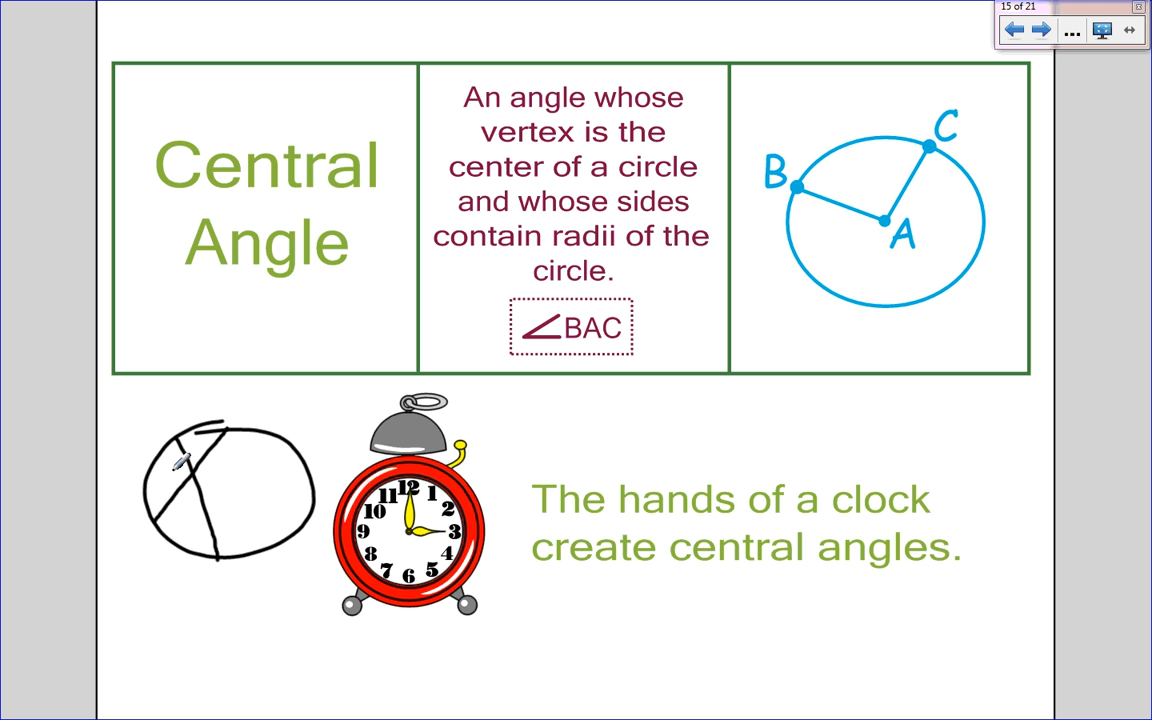 15 of 21
Central
Angle
An angle whose
vertex is the
center of a circle
and whose sides
contain radii of the
circle.
∠BAC
B
C
A
12
11
1
10
2
9
3
8
4
7
5
6
The hands of a clock
create central angles.